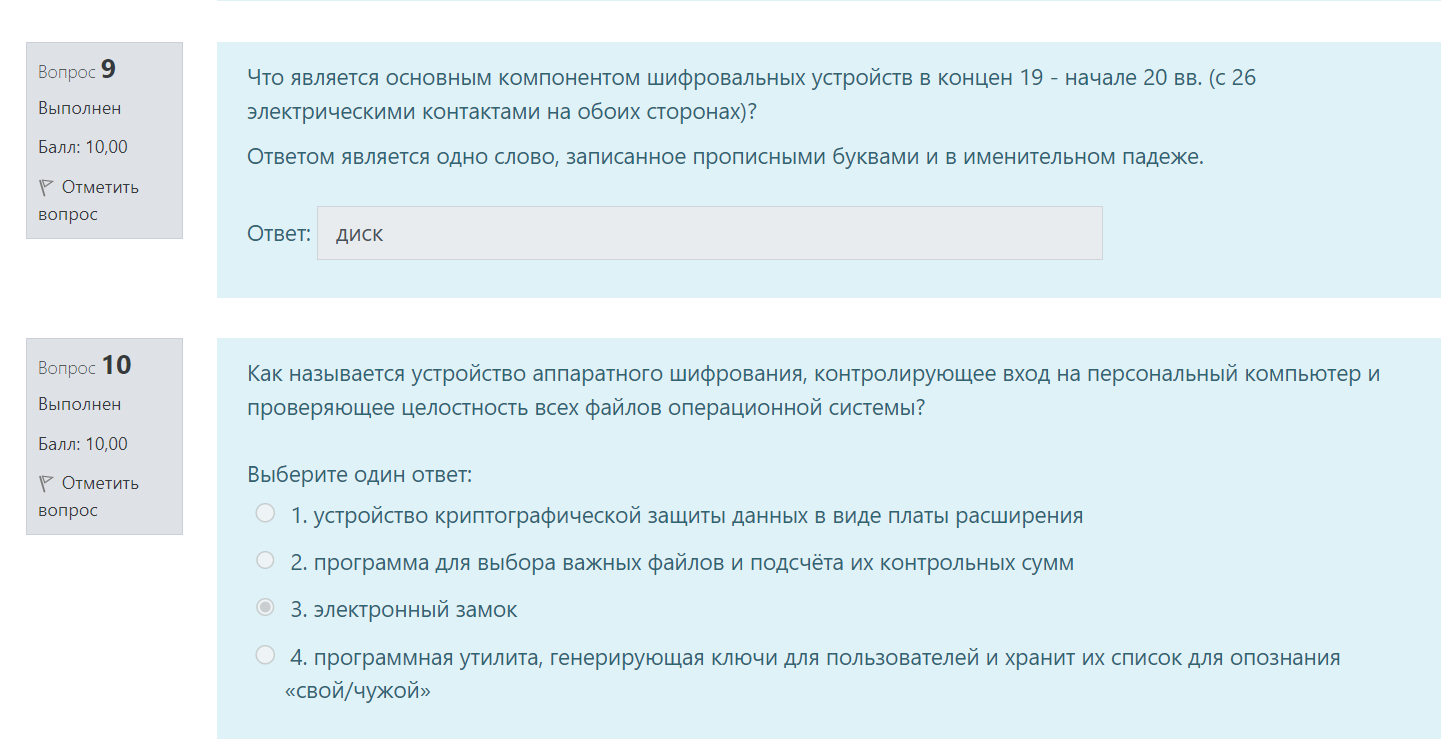 Вопрос 9
Выполнен
Балл: 10,00
Отметить
вопрос
Что является основным компонентом шифровальных устройств в концен 19 - начале 20 вв. (с 26
электрическими контактами на обоих сторонах)?
Ответом является одно слово, записанное прописными буквами и в именительном падеже.
Ответ: диск
Вопрос 10
Выполнен
Балл: 10,00
Отметить
вопрос
Как называется устройство аппаратного шифрования, контролирующее вход на персональный компьютер и
проверяющее целостность всех файлов операционной системы?
Выберите один ответ:
1. устройство криптографической защиты данных в виде платы расширения
2. программа для выбора важных файлов и подсчёта их контрольных сумм
3. электронный замок
4. программная утилита, генерирующая ключи для пользователей и хранит их список для опознания
«свой/чужой»